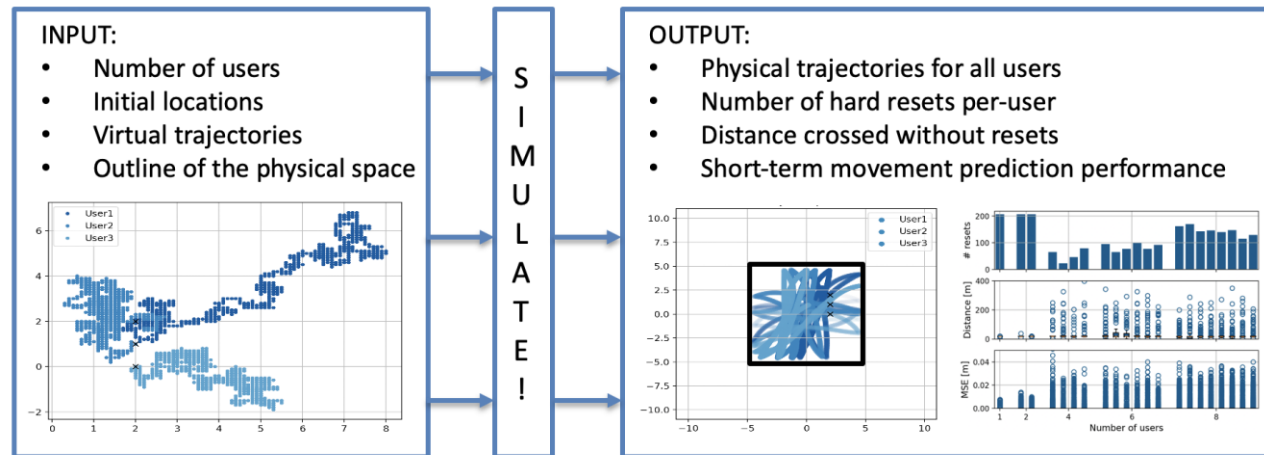 INPUT:
• Number of users
• Initial locations
• Virtual trajectories
• Outline of the physical space
User1
User2
User3
6
4
2
0
−2
0 1 2 3 4 5 6 7 8
S
I
M
U
L
A
T
E
!
OUTPUT:
• Physical trajectories for all users
• Number of hard resets per-user
• Distance crossed without resets
• Short-term movement prediction performance
User1
User2
User3
10.0
7.5
5.0
2.5
0.0
−2.5
−5.0
−7.5
−10.0
−10 −5 0 5 10
# resets
200
100
0
Distance [m]
400
200
0
MSE [m]
0.04
0.02
0.00
1 2 4 6 8
Number of users